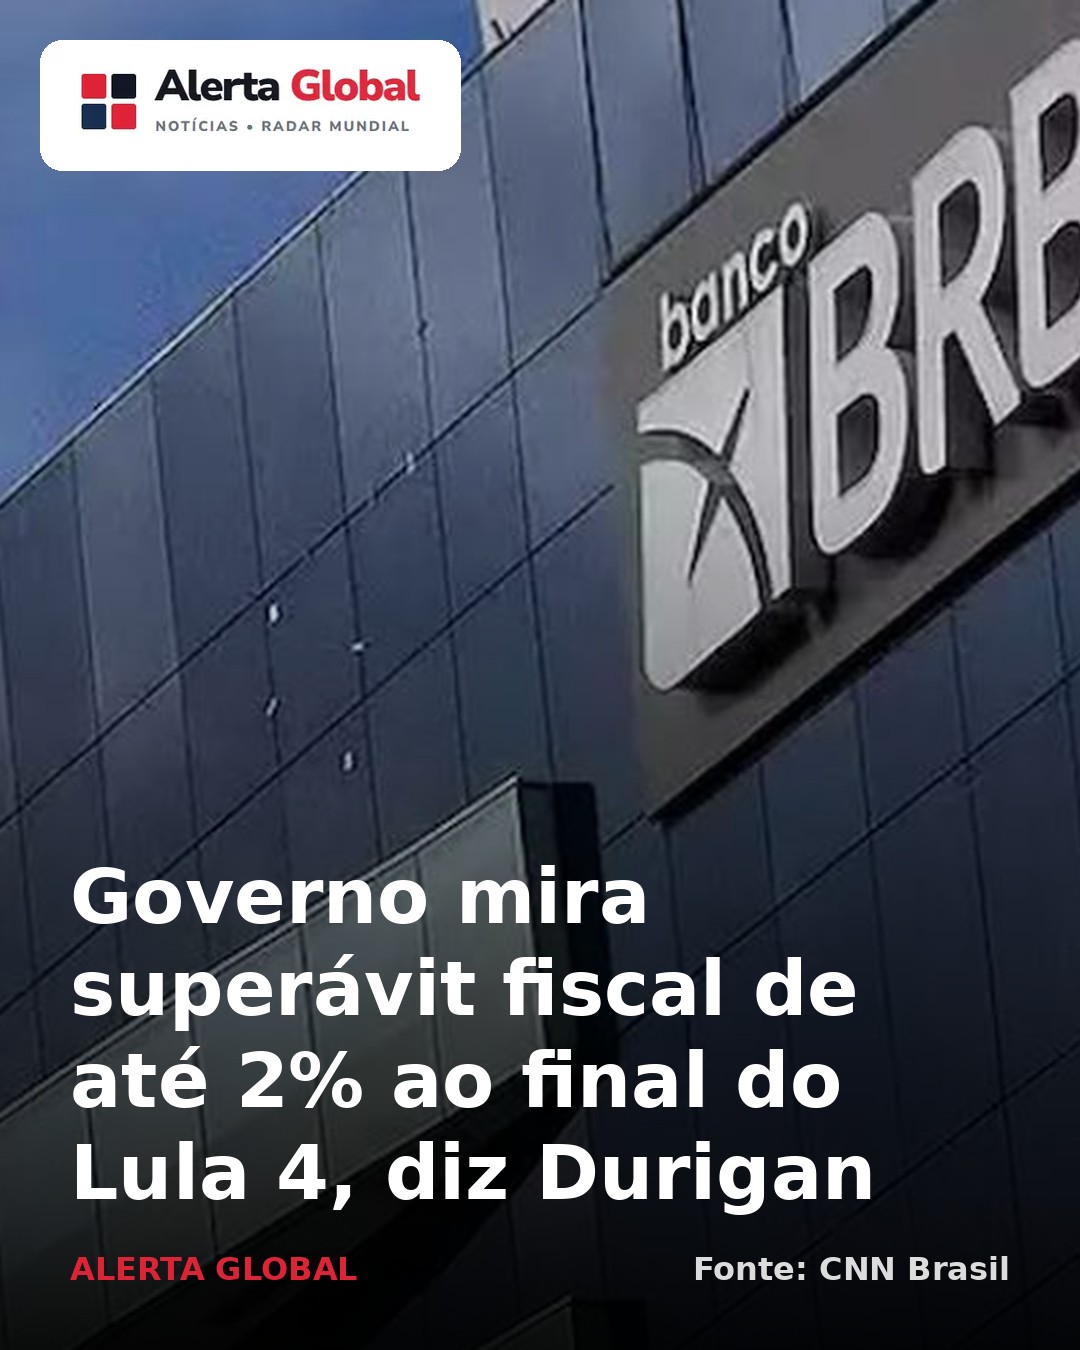 Alerta Global
NOTÍCIAS • RADAR MUNDIAL
banco
BRB
Governo mira
superávit fiscal de
até 2% ao final do
Lula 4, diz Durigan
ALERTA GLOBAL
Fonte: CNN Brasil